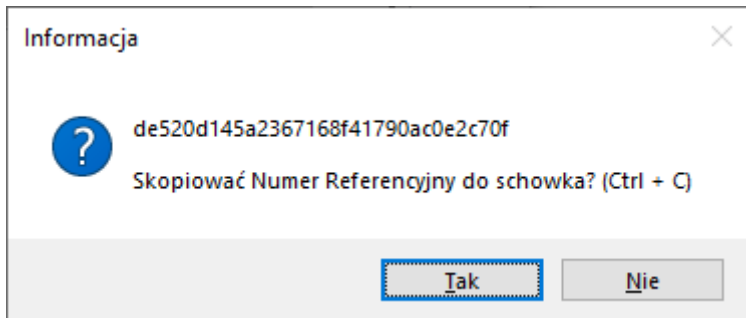 Informacja
de520d145a2367168f41790ac0e2c70f
Skopiować Numer Referencyjny do schowka? (Ctrl + C)
Tak
Nie